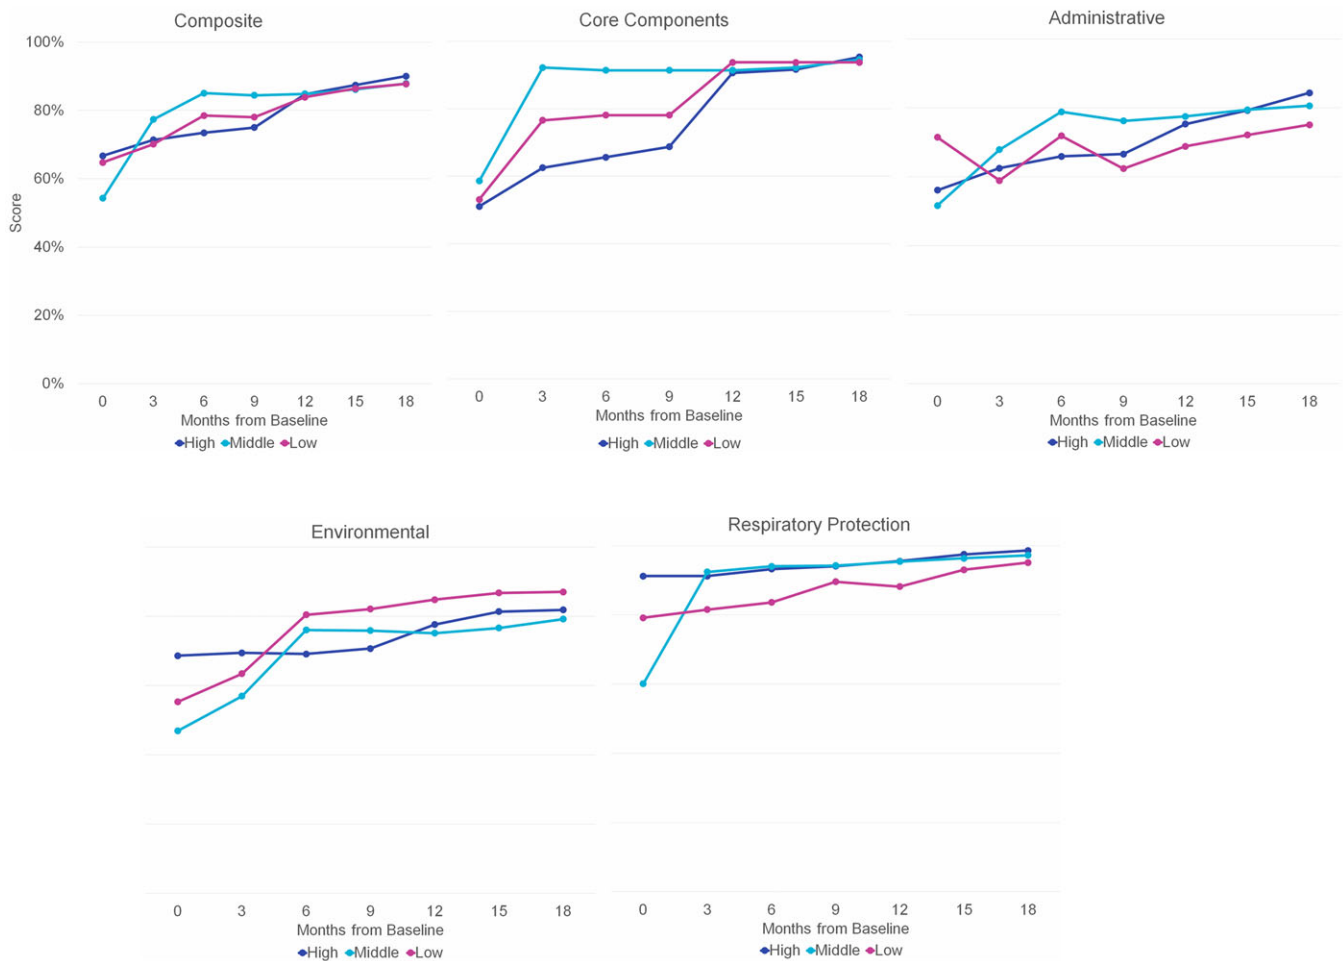 Composite
Core Components
Administrative
100%
80%
60%
40%
20%
0%
Score
0 3 6 9 12 15 18
Months from Baseline
High Middle Low
0 3 6 9 12 15 18
Months from Baseline
High Middle Low
0 3 6 9 12 15 18
Months from Baseline
High Middle Low
Environmental
Respiratory Protection
0 3 6 9 12 15 18
Months from Baseline
High Middle Low
0 3 6 9 12 15 18
Months from Baseline
High Middle Low